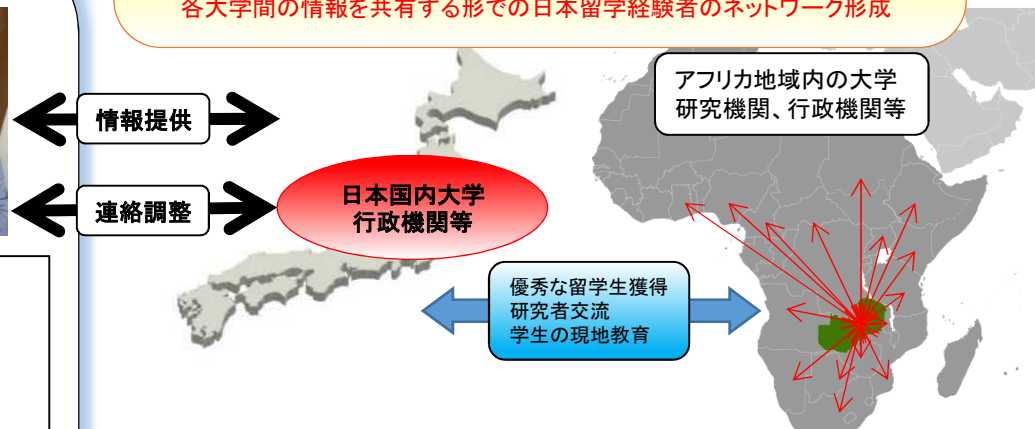 各大学間の情報を共有する形での日本留学経験者のネットワーク形成
アフリカ地域内の大学
研究機関、行政機関等
情報提供
連絡調整
日本国内大学
行政機関等
優秀な留学生獲得
研究者交流
学生の現地教育